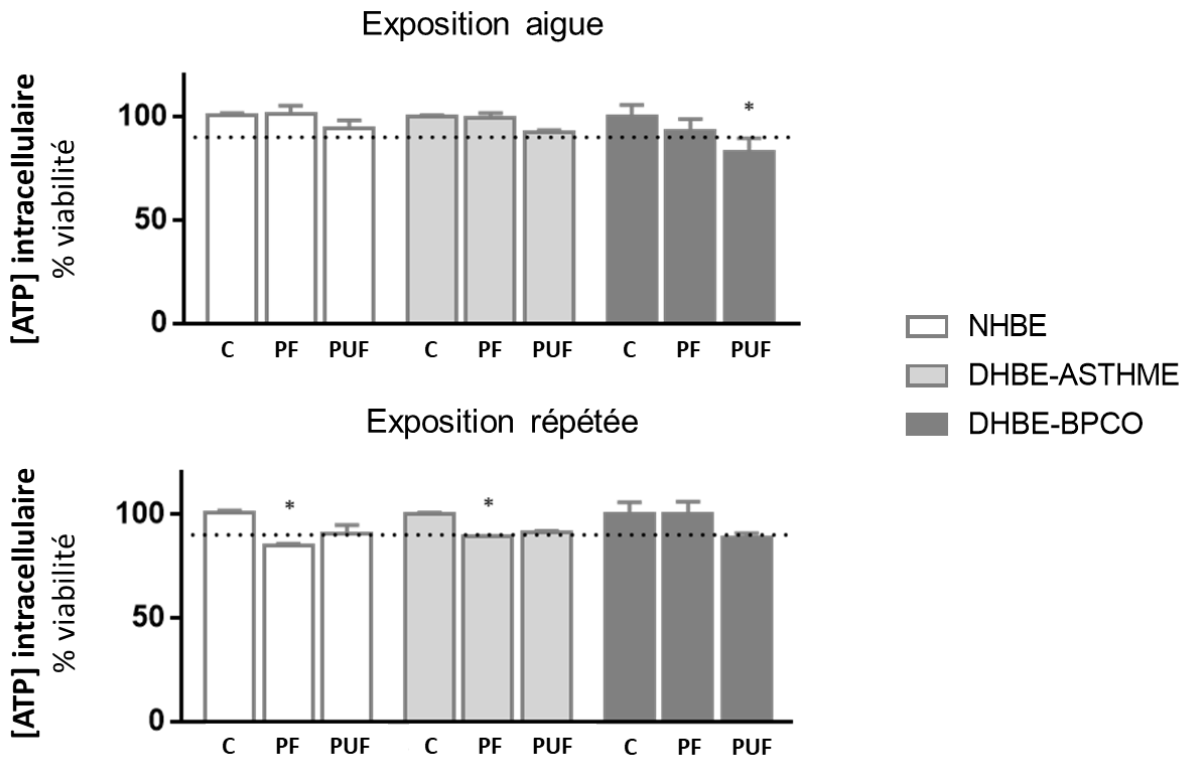 Exposition aigue
[ATP] intracellulaire
% viabilité
100
50
0
*
C PF PUF C PF PUF C PF PUF
NHBE
DHBE-ASTHME
DHBE-BPCO
Exposition répétée
[ATP] intracellulaire
% viabilité
100
50
0
* *
C PF PUF C PF PUF C PF PUF